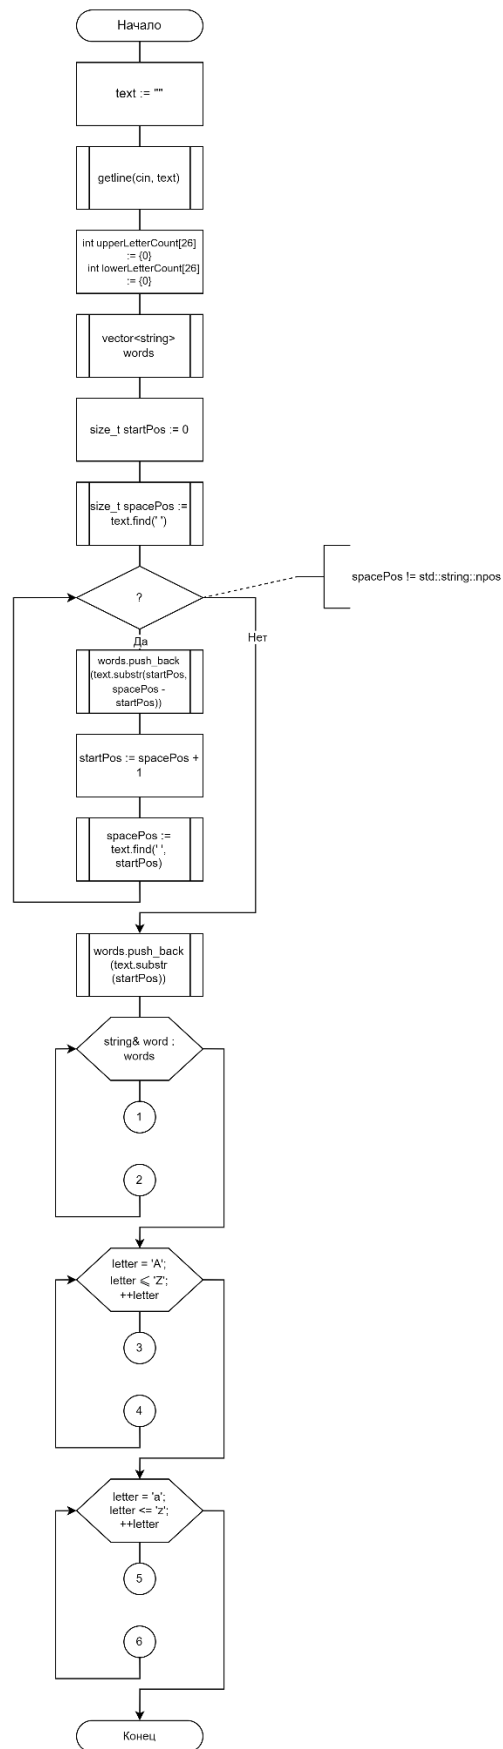 Начало
text := ""
getline(cin, text)
int upperLetterCount[26]
:= {0}
int lowerLetterCount[26]
:= {0}
vector<string>
words
size_t startPos := 0
size_t spacePos :=
text.find(' ')
?
spacePos != std::string::npos
Да
Нет
words.push_back
(text.substr(startPos,
spacePos -
startPos))
startPos := spacePos +
1
spacePos :=
text.find(' ',
startPos)
words.push_back
(text.substr
(startPos))
string& word :
words
1
2
letter = 'A';
letter ⩽ 'Z';
++letter
3
4
letter = 'a';
letter <= 'z';
++letter
5
6
Конец